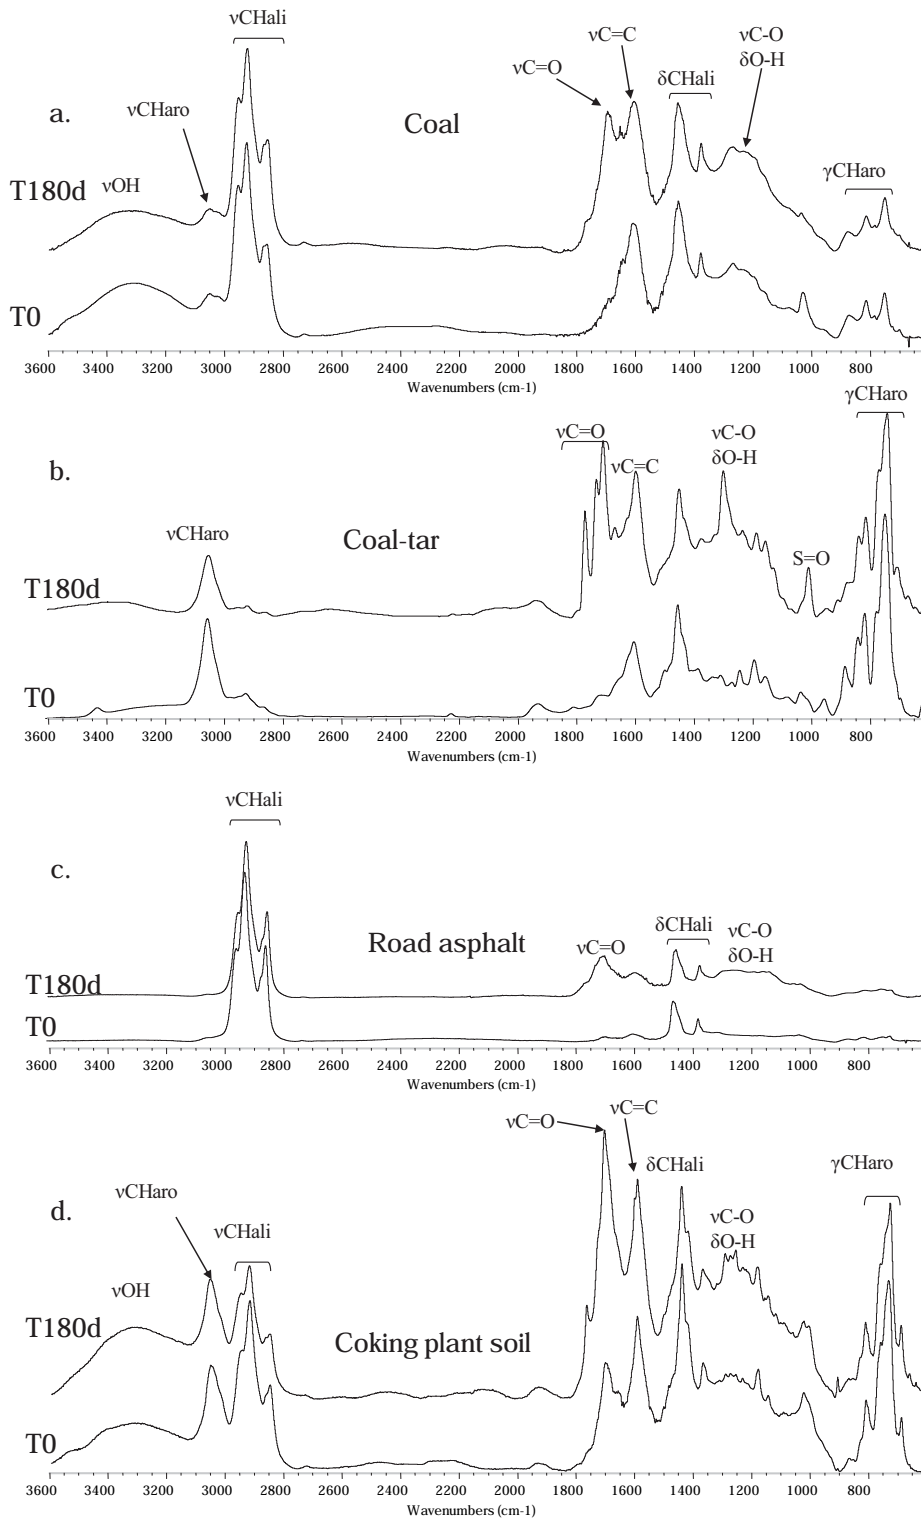 νCHali
νC=C
νC-O
νC=O
δO-H
δCHali
a.
νCHaro
Coal
γCHaro
T180d
νOH
T0
3600 3400 3200 3000 2800 2600 2400 2200 2000 1800 1600 1400 1200 1000 800
Wavenumbers (cm-1)
γCHaro
νC=O
νC-O
b.
νC=C
δO-H
νCHaro
Coal-tar
S=O
T180d
T0
3600 3400 3200 3000 2800 2600 2400 2200 2000 1800 1600 1400 1200 1000 800
Wavenumbers (cm-1)
νCHali
c.
δCHali
νC-O
Road asphalt
νC=O
δO-H
T180d
T0
3600 3400 3200 3000 2800 2600 2400 2200 2000 1800 1600 1400 1200 1000 800
Wavenumbers (cm-1)
νC=C
νC=O
δCHali
γCHaro
νCHaro
d.
νCHali
νC-O
δO-H
νOH
T180d
Coking plant soil
T0
3600 3400 3200 3000 2800 2600 2400 2200 2000 1800 1600 1400 1200 1000 800
Wavenumbers (cm-1)